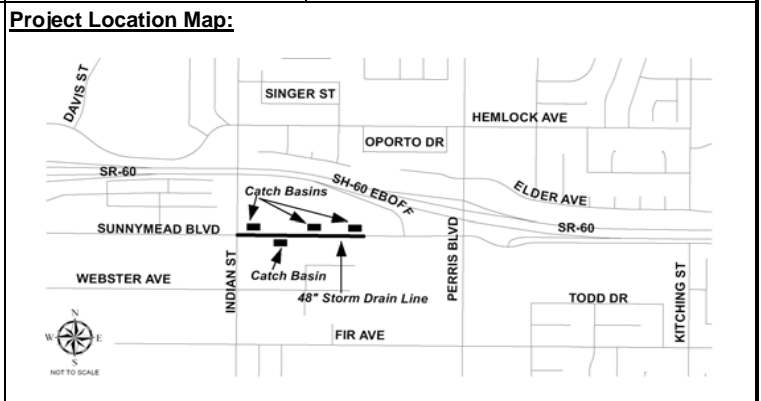 Project Location Map:
DAVIS ST
SINGER ST
HEMLOCK AVE
OPORTO DR
SR-60
SH-60 EBOFF
ELDER AVE
Catch Basins
SUNNYMEAD BLVD
SR-60
INDIAN ST
PERRIS BLVD
Catch Basin
WEBSTER AVE
48" Storm Drain Line
TODD DR
KITCHING ST
FIR AVE
N
W E
S
NOT TO SCALE